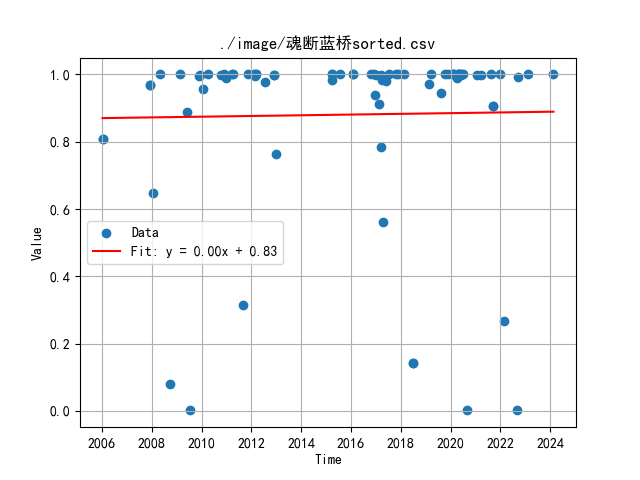 ./image/魂断蓝桥sorted.csv
1.0
0.8
0.6
0.4
0.2
0.0
Value
Data
Fit: y = 0.00x + 0.83
2006 2008 2010 2012 2014 2016 2018 2020 2022 2024
Time